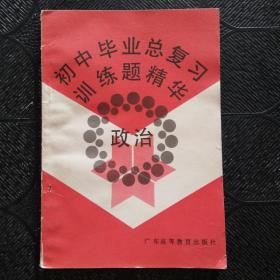 初中毕业总复习
训练题精华
政治
广东高等教育出版社